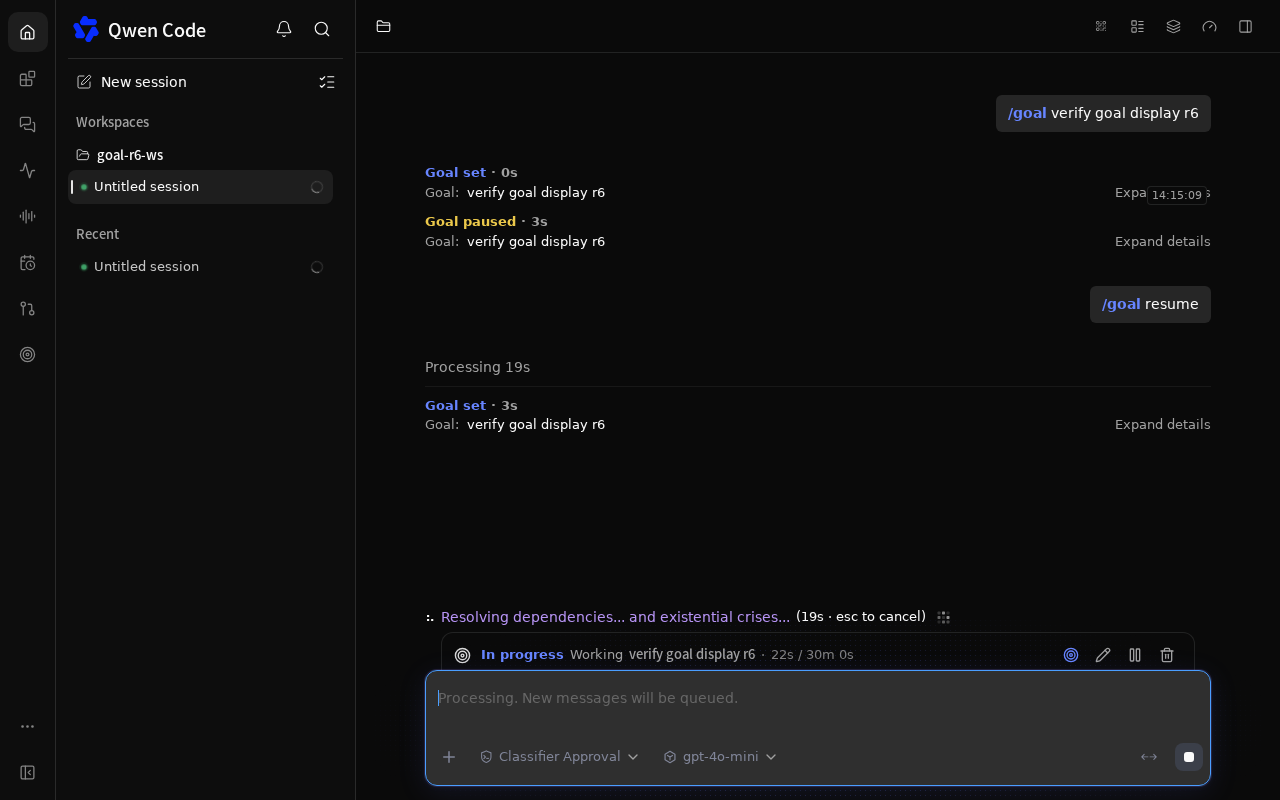 Qwen Code
New session
Workspaces
goal-r6-ws
Untitled session
Recent
Untitled session
/goal verify goal display r6
Goal set · 0s
Goal: verify goal display r6
14:15:09
Goal paused · 3s
Goal: verify goal display r6 Expand details
/goal resume
Processing 19s
Goal set · 3s
Goal: verify goal display r6 Expand details
Resolving dependencies... and existential crises... (19s · esc to cancel)
In progress Working verify goal display r6 · 22s / 30m 0s
Processing. New messages will be queued.
Classifier Approval gpt-4o-mini